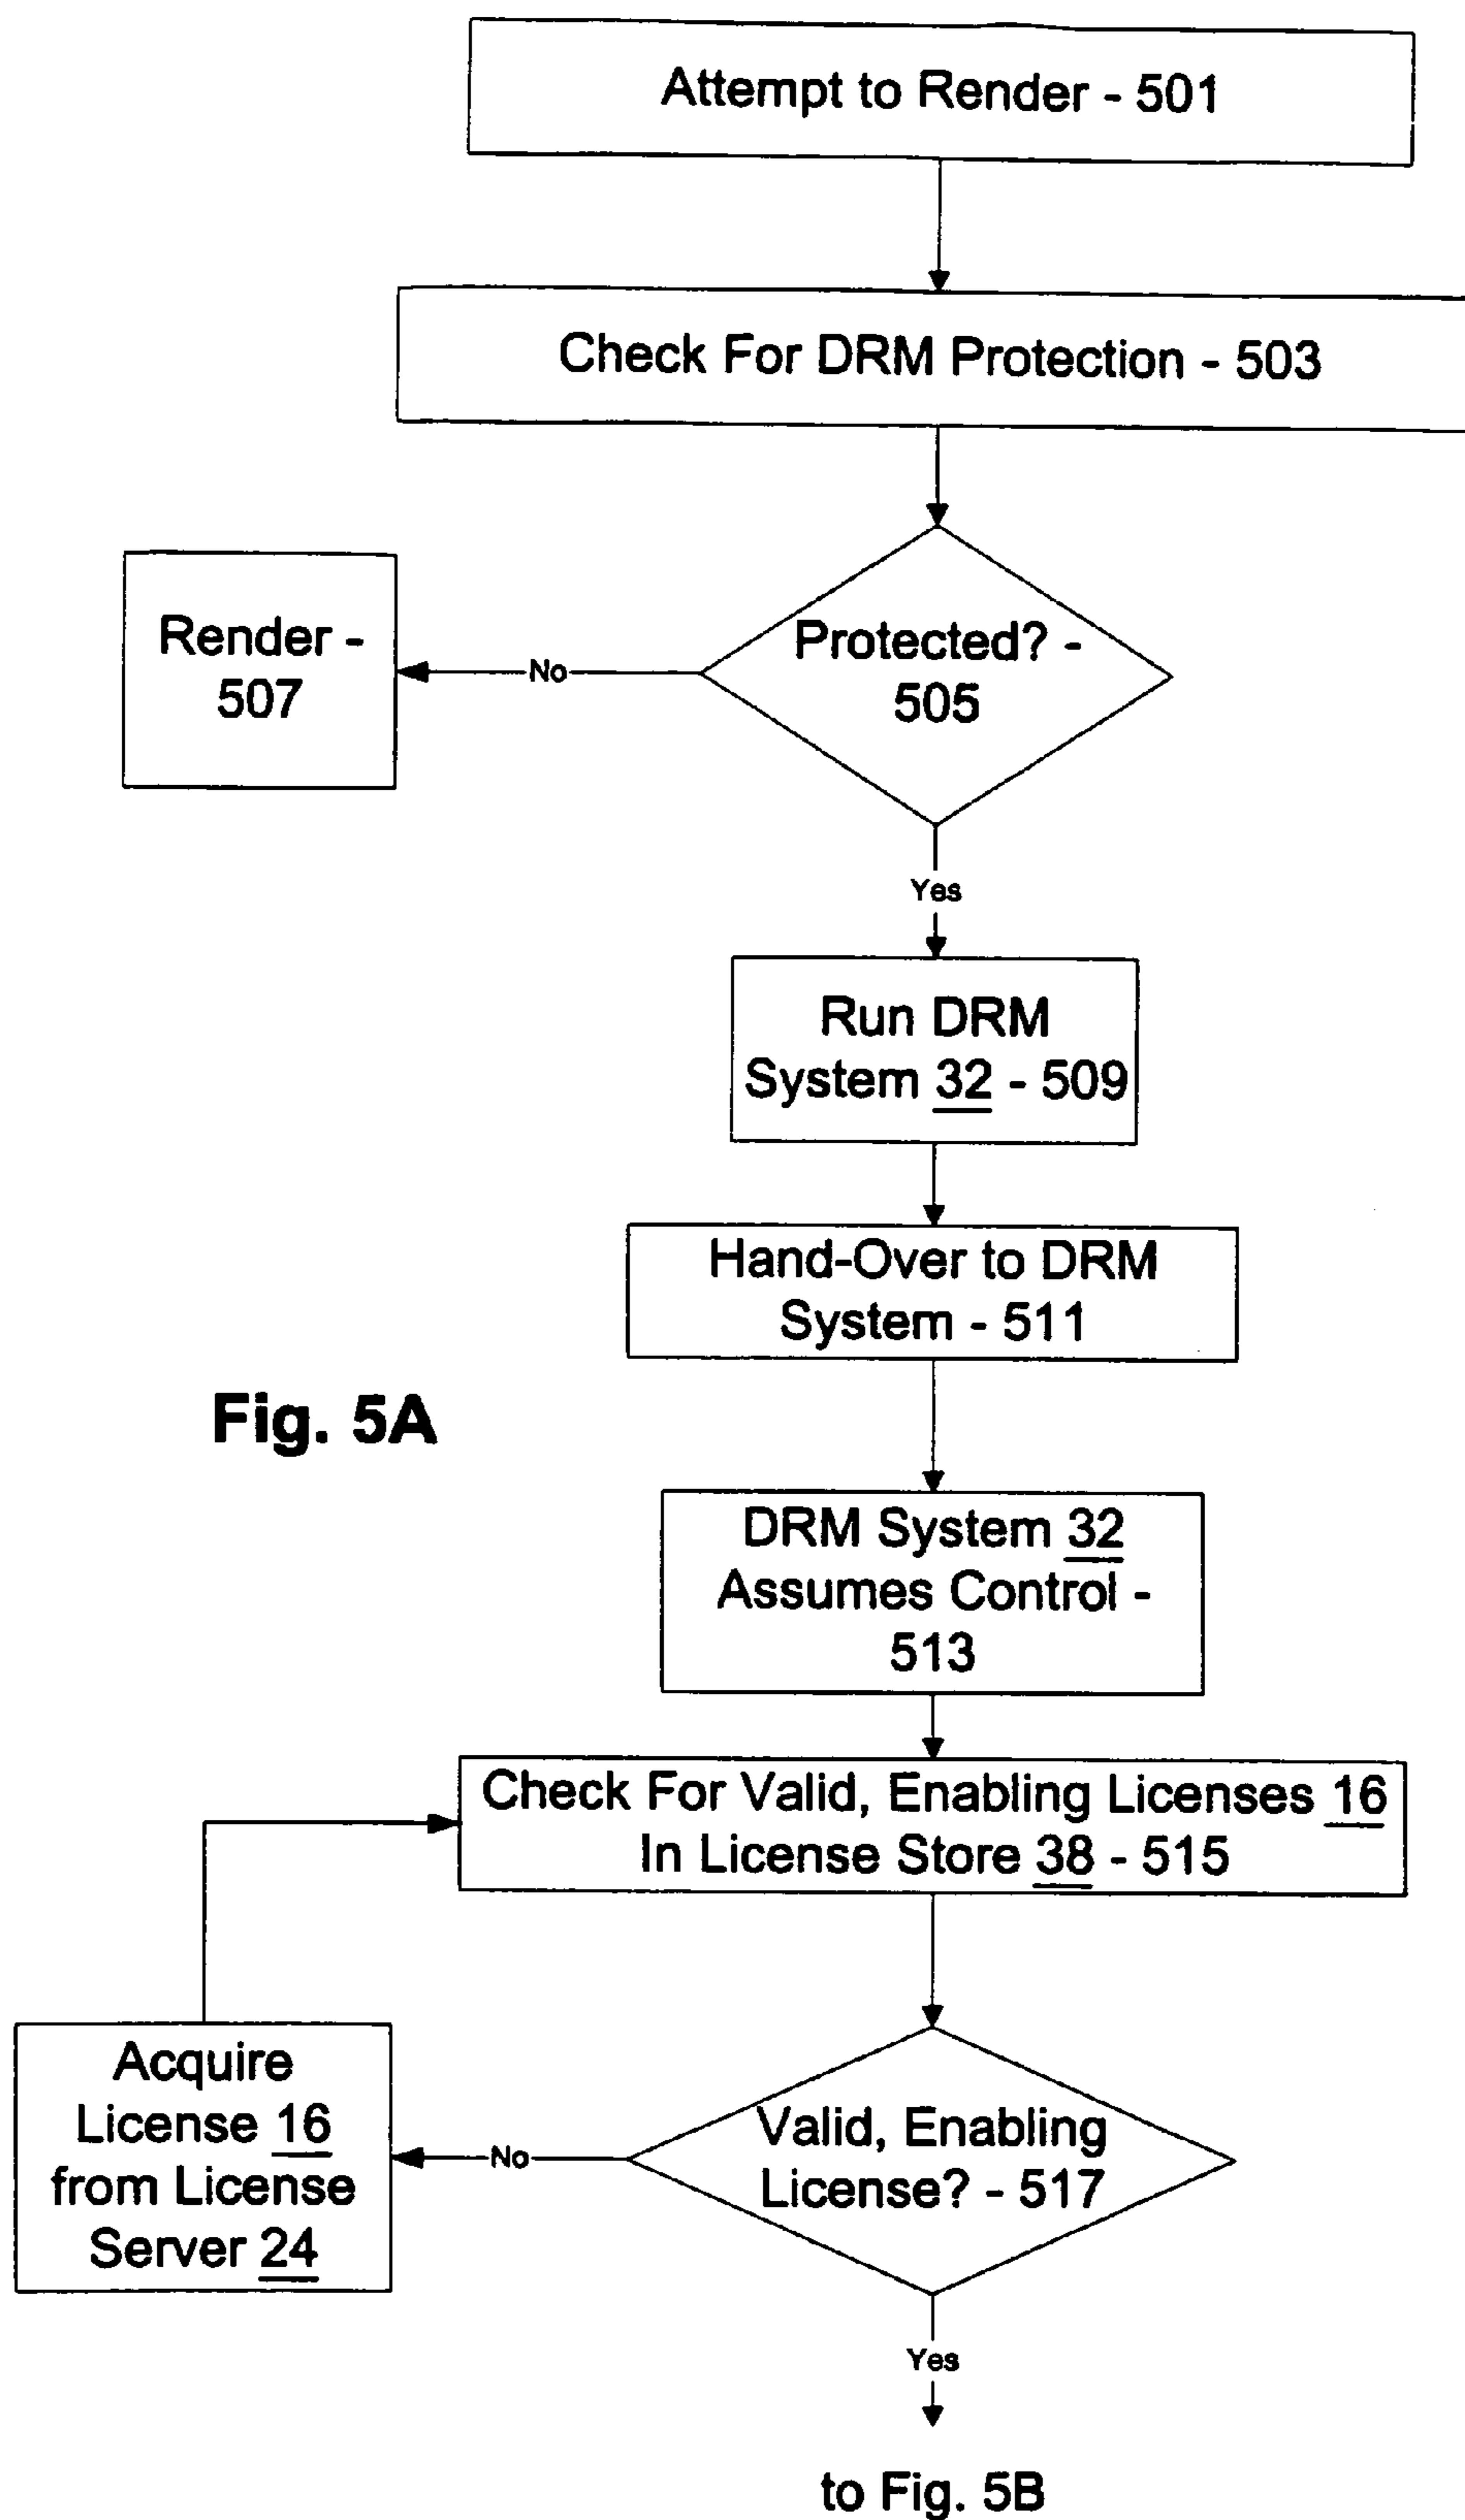 Attempt to Render - 501
Check For DRM Protection - 503
Render -
507
No
Protected? -
505
Yes
Run DRM
System 32 - 509
Hand-Over to DRM
System - 511
Fig. 5A
DRM System 32
Assumes Control -
513
Check For Valid, Enabling Licenses 16
In License Store 38 - 515
Acquire
License 16
from License
Server 24
No
Valid, Enabling
License? - 517
Yes
to Fig. 5B